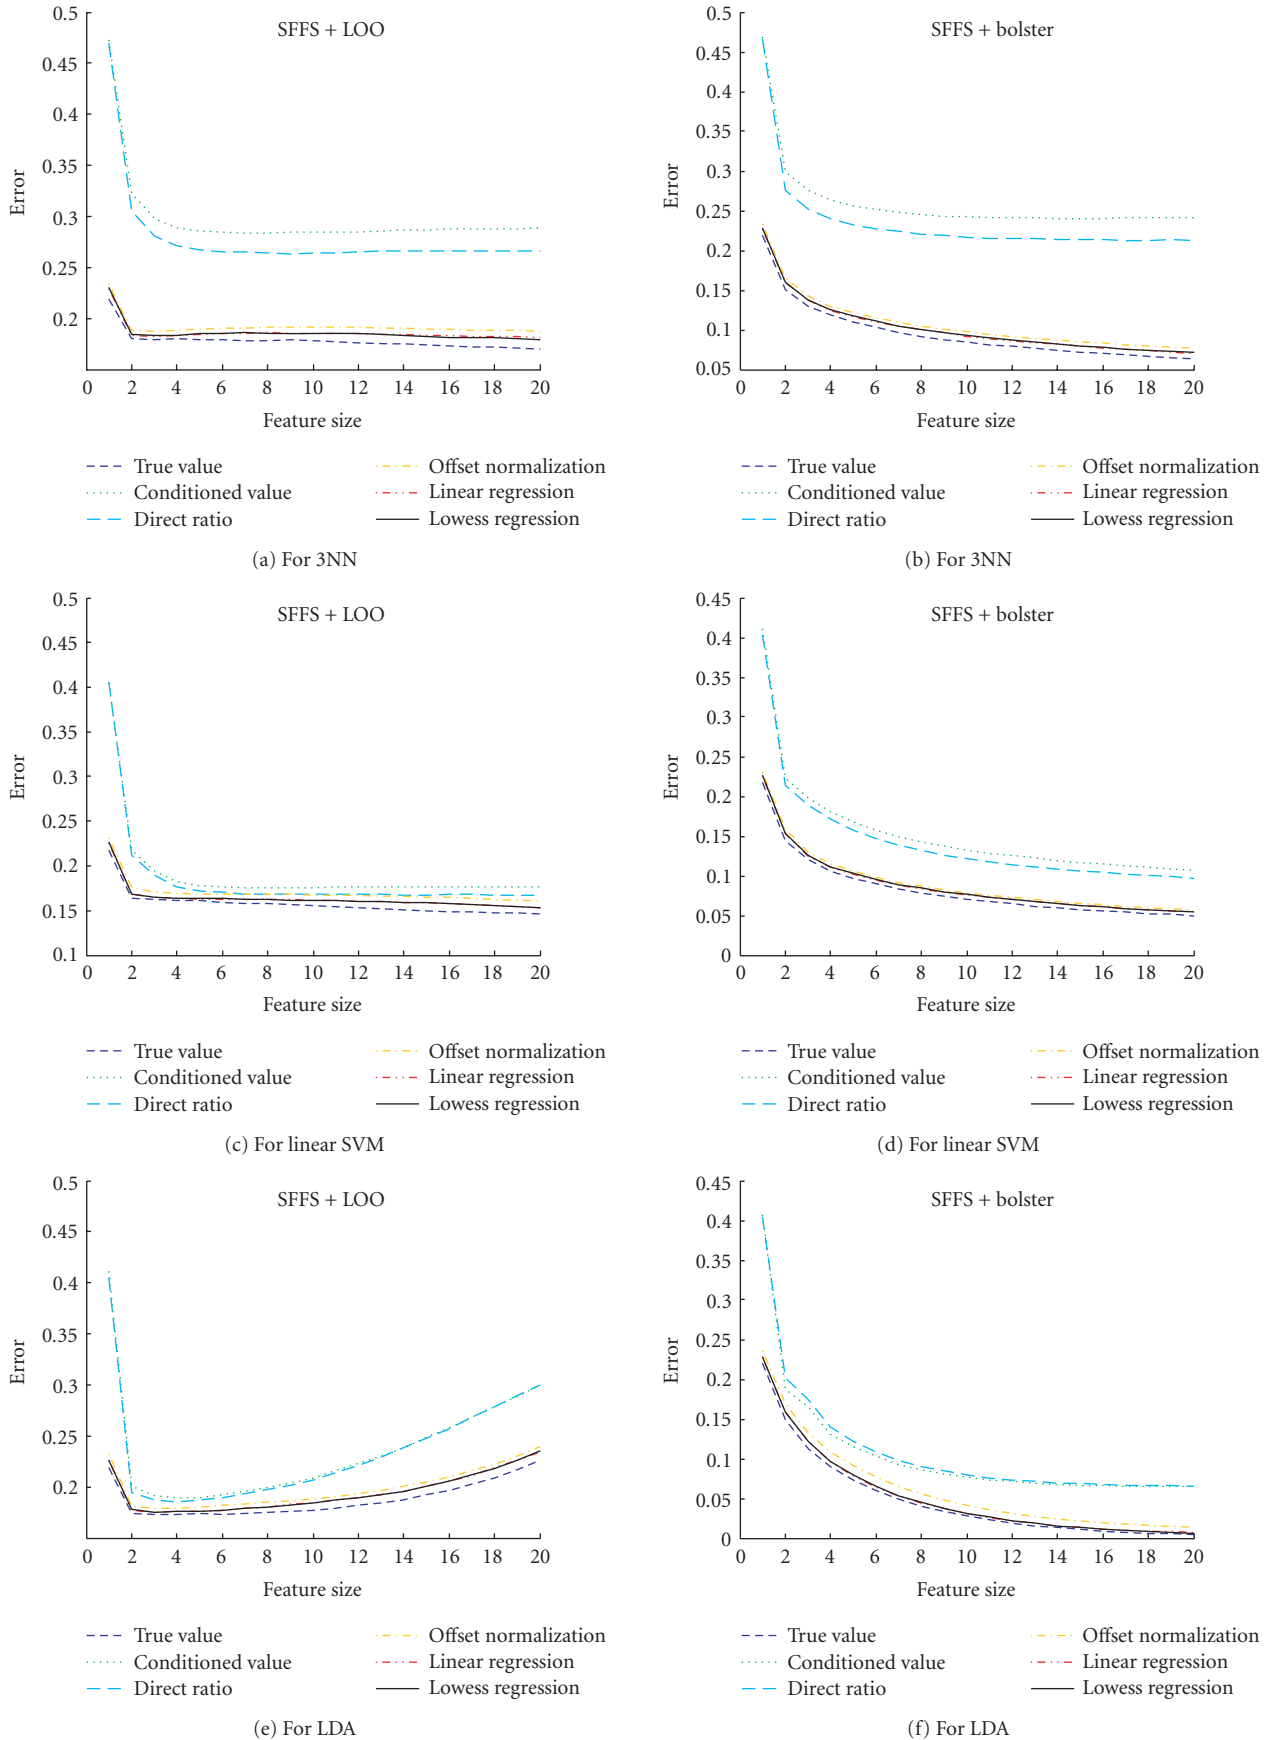 SFFS + LOO
0.5
0.45
0.4
0.35
0.3
0.25
0.2
Error
0 2 4 6 8 10 12 14 16 18 20
Feature size
True value
Conditioned value
Direct ratio
Offset normalization
Linear regression
Lowess regression
(a) For 3NN
SFFS + bolster
0.5
0.45
0.4
0.35
0.3
0.25
0.2
0.15
0.1
0.05
Error
0 2 4 6 8 10 12 14 16 18 20
Feature size
True value
Conditioned value
Direct ratio
Offset normalization
Linear regression
Lowess regression
(b) For 3NN
SFFS + LOO
0.5
0.45
0.4
0.35
0.3
0.25
0.2
0.15
0.1
Error
0 2 4 6 8 10 12 14 16 18 20
Feature size
True value
Conditioned value
Direct ratio
Offset normalization
Linear regression
Lowess regression
(c) For linear SVM
SFFS + bolster
0.45
0.4
0.35
0.3
0.25
0.2
0.15
0.1
0.05
0
Error
0 2 4 6 8 10 12 14 16 18 20
Feature size
True value
Conditioned value
Direct ratio
Offset normalization
Linear regression
Lowess regression
(d) For linear SVM
SFFS + LOO
0.5
0.45
0.4
0.35
0.3
0.25
0.2
Error
0 2 4 6 8 10 12 14 16 18 20
Feature size
True value
Conditioned value
Direct ratio
Offset normalization
Linear regression
Lowess regression
(e) For LDA
SFFS + bolster
0.45
0.4
0.35
0.3
0.25
0.2
0.15
0.1
0.05
0
Error
0 2 4 6 8 10 12 14 16 18 20
Feature size
True value
Conditioned value
Direct ratio
Offset normalization
Linear regression
Lowess regression
(f) For LDA